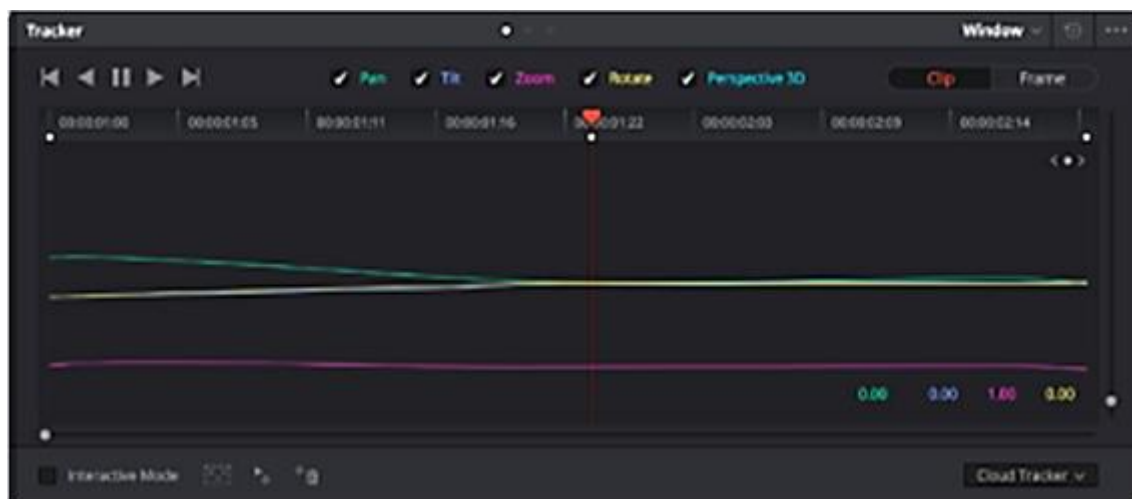 Tracker Window
Pan Tilt Zoom Rotate Perspective 3D Clip Frame
00:00:01:00 00:00:01:05 00:00:01:11 00:00:01:16 00:00:02:03 00:00:02:09 00:00:02:14
0.00 0.00 1.00 0.00
Interactive Mode Cloud Tracker